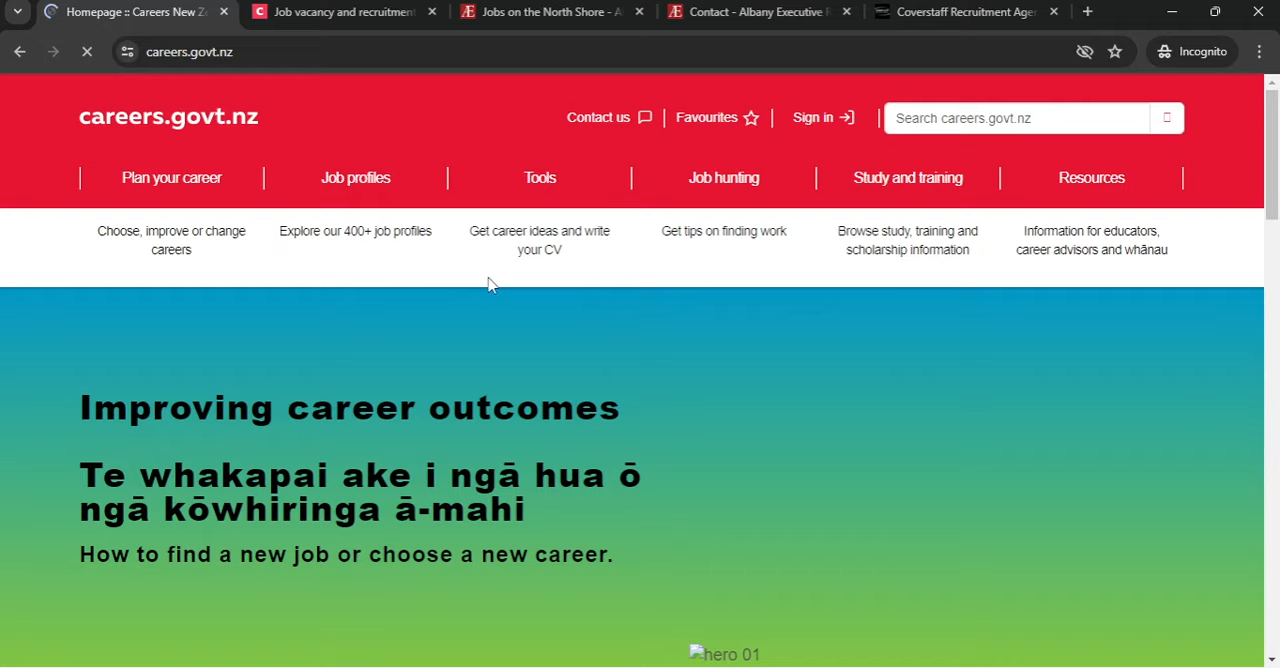 Homepage :: Careers New Ze
Job vacancy and recruitment
Jobs on the North Shore - A
Contact - Albany Executive R
Coverstaff Recruitment Agen
careers.govt.nz
Incognito
careers.govt.nz
Contact us
Favourites
Sign in
Search careers.govt.nz
Plan your career
Job profiles
Tools
Job hunting
Study and training
Resources
Choose, improve or change
careers
Explore our 400+ job profiles
Get career ideas and write
your CV
Get tips on finding work
Browse study, training and
scholarship information
Information for educators,
career advisors and whānau
Improving career outcomes
Te whakapai ake i ngā hua ō
ngā kōwhiringa ā-mahi
How to find a new job or choose a new career.
hero 01